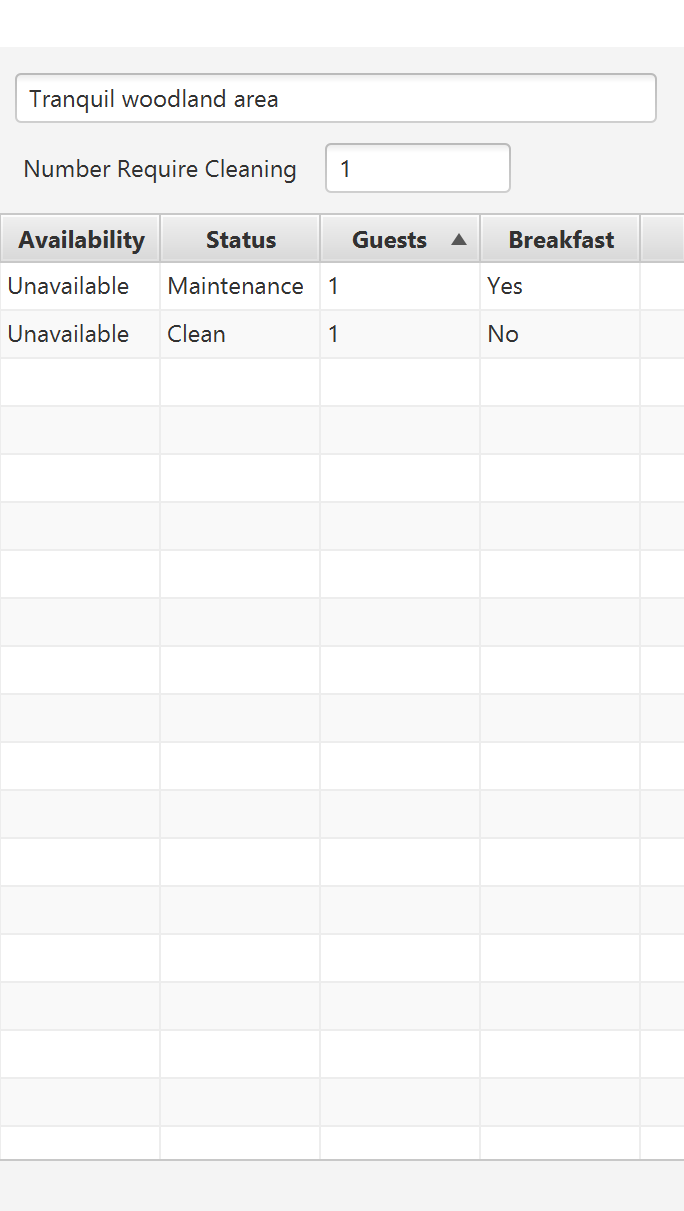 Tranquil woodland area
Number Require Cleaning 1
Availability Status Guests Breakfast
Unavailable Maintenance 1 Yes
Unavailable Clean 1 No